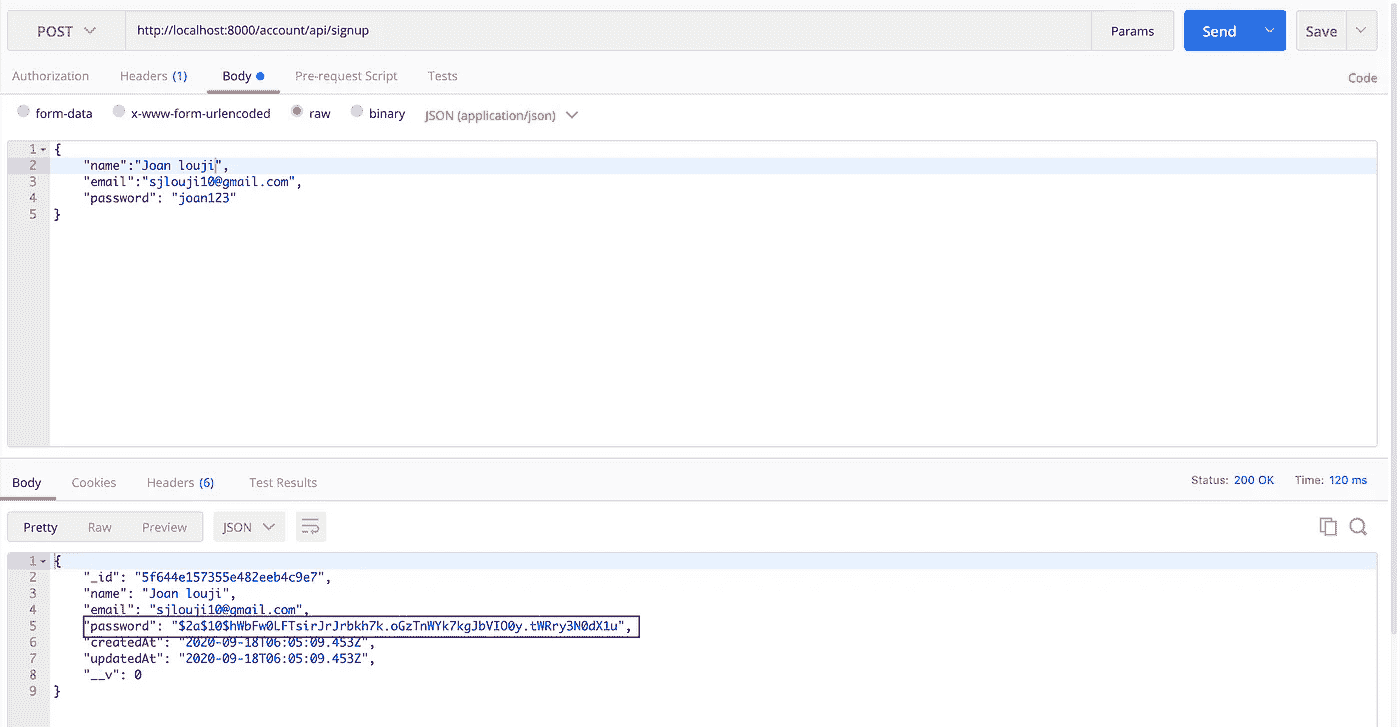 POST http://localhost:8000/account/api/signup Params Send Save
Authorization Headers (1) Body Pre-request Script Tests Code
form-data x-www-form-urlencoded raw binary JSON (application/json)
1 {
2 "name":"Joan louji",
3 "email":"sjlouji10@gmail.com",
4 "password": "joan123"
5 }
Body Cookies Headers (6) Test Results Status: 200 OK Time: 120 ms
Pretty Raw Preview JSON
1 {
2 "_id": "5f644e157355e482eeb4c9e7",
3 "name": "Joan louji",
4 "email": "sjlouji10@gmail.com",
5 "password": "$2a$10$hWbFw0LFTsirJrJrbkh7k.oGzTnWYk7kgJbVIO0y.tWRry3N0dX1u",
6 "createdAt": "2020-09-18T06:05:09.453Z",
7 "updatedAt": "2020-09-18T06:05:09.453Z",
8 "__v": 0
9 }